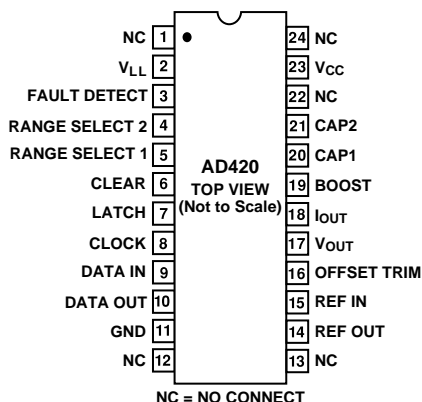 NC 1 24 NC
VLL 2 23 VCC
FAULT DETECT 3 22 NC
RANGE SELECT 2 4 21 CAP2
RANGE SELECT 1 5 20 CAP1
AD420
CLEAR 6 19 BOOST
TOP VIEW
(Not to Scale)
LATCH 7 18 IOUT
CLOCK 8 17 VOUT
DATA IN 9 16 OFFSET TRIM
DATA OUT 10 15 REF IN
GND 11 14 REF OUT
NC 12 13 NC
NC = NO CONNECT